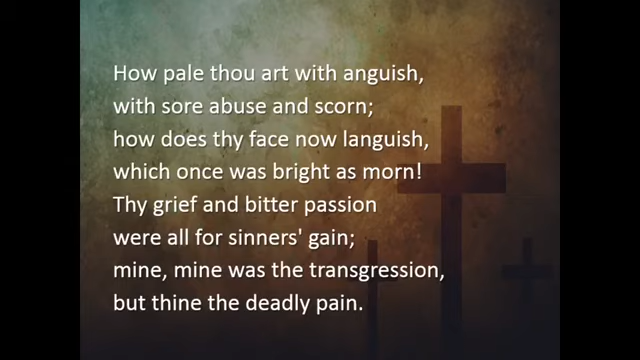 How pale thou art with anguish,
with sore abuse and scorn;
how does thy face now languish,
which once was bright as morn!
Thy grief and bitter passion
were all for sinners' gain;
mine, mine was the transgression,
but thine the deadly pain.